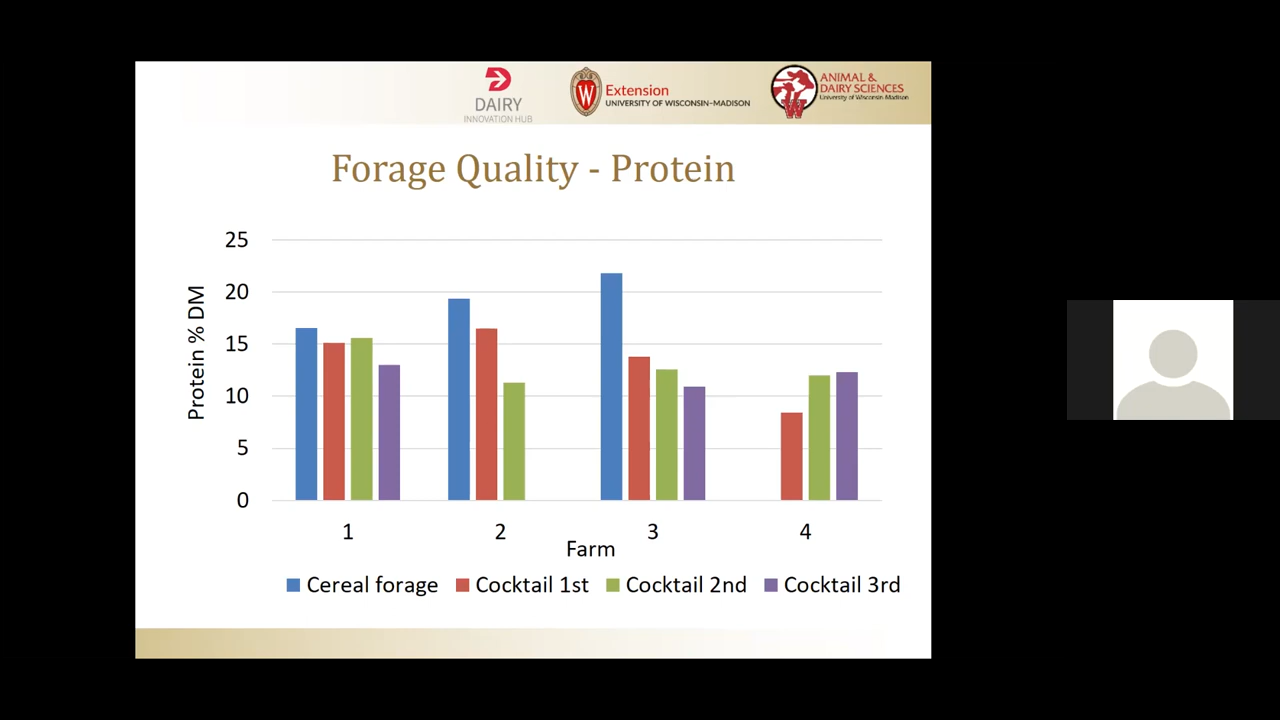 DAIRY
INNOVATION HUB
W
Extension
UNIVERSITY OF WISCONSIN–MADISON
ANIMAL &
DAIRY SCIENCES
University of Wisconsin-Madison
Forage Quality - Protein
Protein % DM
25
20
15
10
5
0
1 2 3 4
Farm
Cereal forage Cocktail 1st Cocktail 2nd Cocktail 3rd